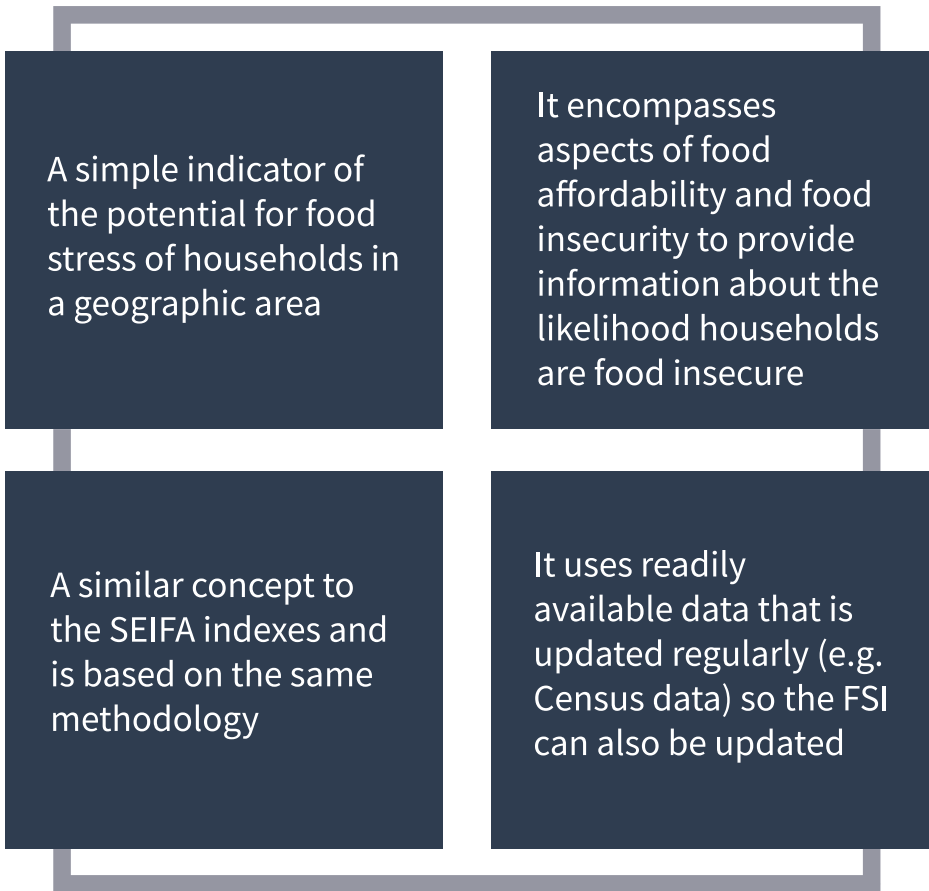 A simple indicator of
the potential for food
stress of households in
a geographic area
It encompasses
aspects of food
affordability and food
insecurity to provide
information about the
likelihood households
are food insecure
A similar concept to
the SEIFA indexes and
is based on the same
methodology
It uses readily
available data that is
updated regularly (e.g.
Census data) so the FSI
can also be updated